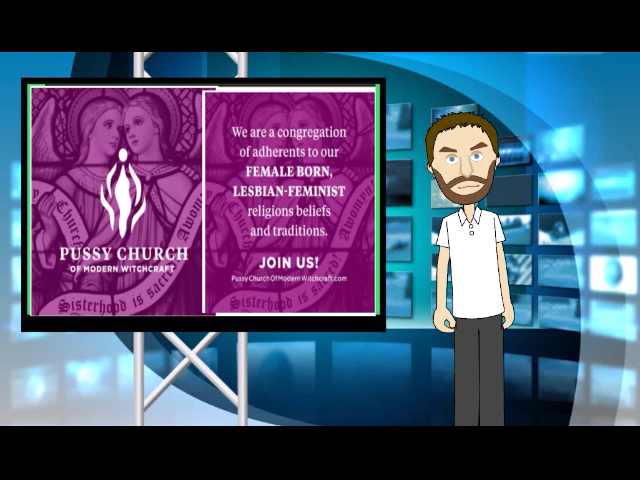 PUSSY CHURCH
OF MODERN WITCHCRAFT
Sisterhood is sacred
We are a congregation
of adherents to our
FEMALE BORN,
LESBIAN-FEMINIST
religions beliefs
and traditions.
JOIN US!
PussyChurchOfModernWitchcraft.com